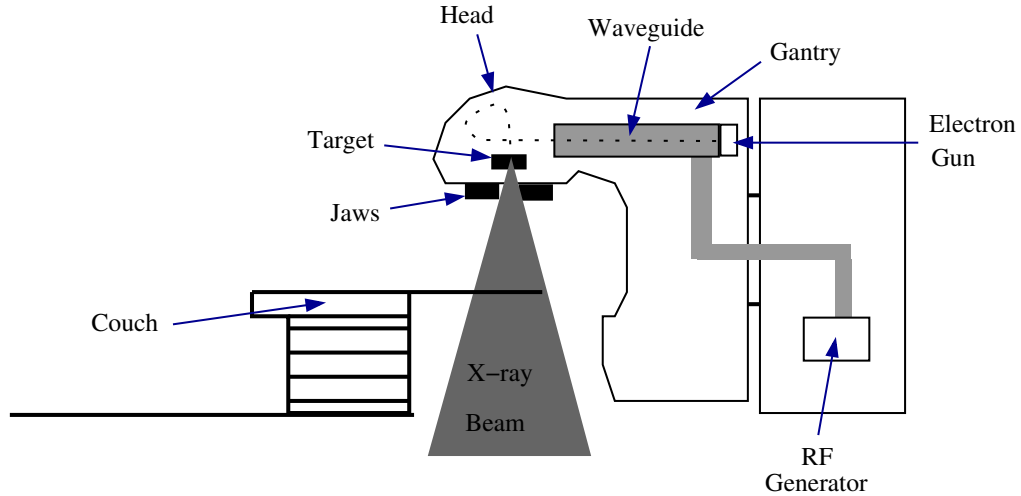 Head
Waveguide
Gantry
Target
Electron
Gun
Jaws
Couch
X−ray
Beam
RF
Generator